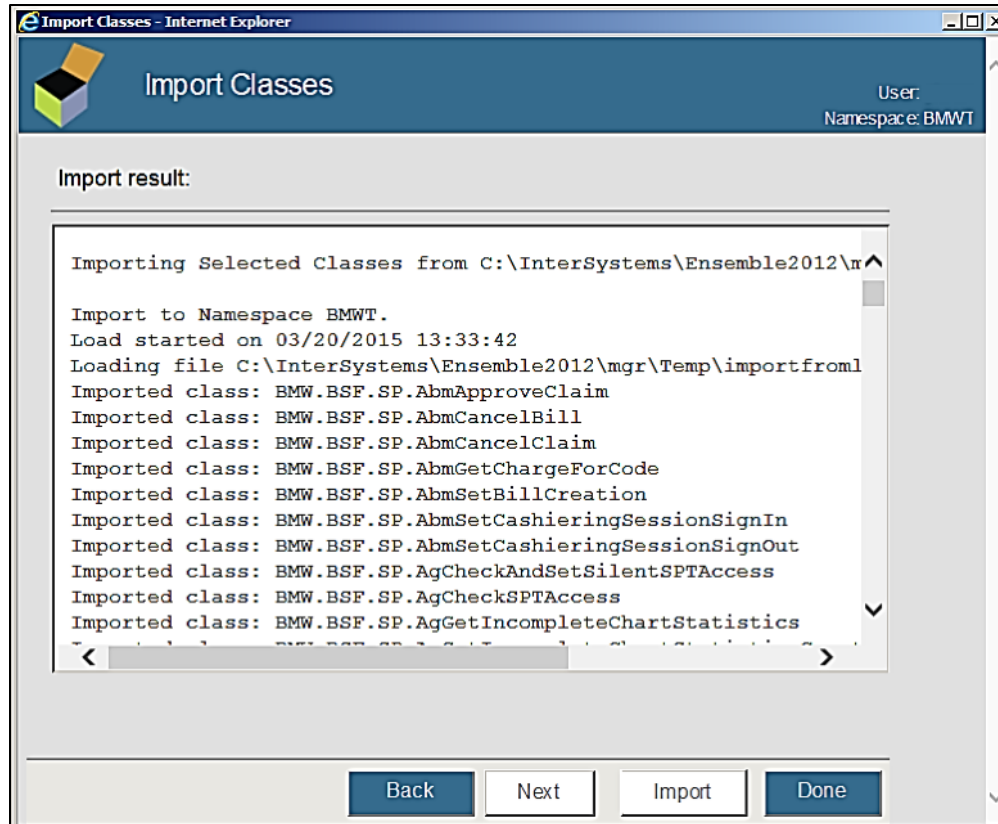 Import Classes - Internet Explorer
Import Classes
User:
Namespace: BMWT
Import result:
Importing Selected Classes from C:\InterSystems\Ensemble2012\m
Import to Namespace BMWT.
Load started on 03/20/2015 13:33:42
Loading file C:\InterSystems\Ensemble2012\mgr\Temp\importfroml
Imported class: BMW.BSF.SP.AbmApproveClaim
Imported class: BMW.BSF.SP.AbmCancelBill
Imported class: BMW.BSF.SP.AbmCancelClaim
Imported class: BMW.BSF.SP.AbmGetChargeForCode
Imported class: BMW.BSF.SP.AbmSetBillCreation
Imported class: BMW.BSF.SP.AbmSetCashieringSessionSignIn
Imported class: BMW.BSF.SP.AbmSetCashieringSessionSignOut
Imported class: BMW.BSF.SP.AgCheckAndSetSilentSPTAccess
Imported class: BMW.BSF.SP.AgCheckSPTAccess
Imported class: BMW.BSF.SP.AgGetIncompleteChartStatistics
Back Next Import Done